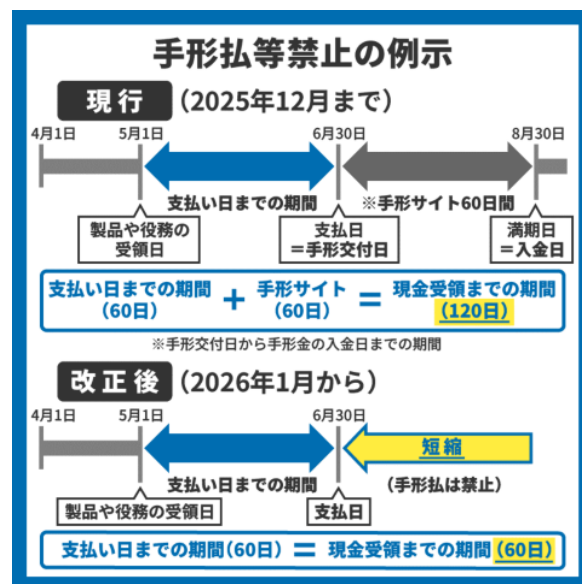 手形払等禁止の例示
現行（2025年12月まで）
4月1日 5月1日 6月30日 8月30日
支払い日までの期間 ※手形サイト60日間
製品や役務の
受領日
支払日
＝手形交付日
満期日
＝入金日
支払い日までの期間
（60日）
＋
手形サイト
（60日）
＝
現金受領までの期間
（120日）
※手形交付日から手形金の入金日までの期間
改正後（2026年1月から）
4月1日 5月1日 6月30日
短縮
支払い日までの期間 （手形払は禁止）
製品や役務の受領日 支払日
支払い日までの期間（60日）＝現金受領までの期間（60日）